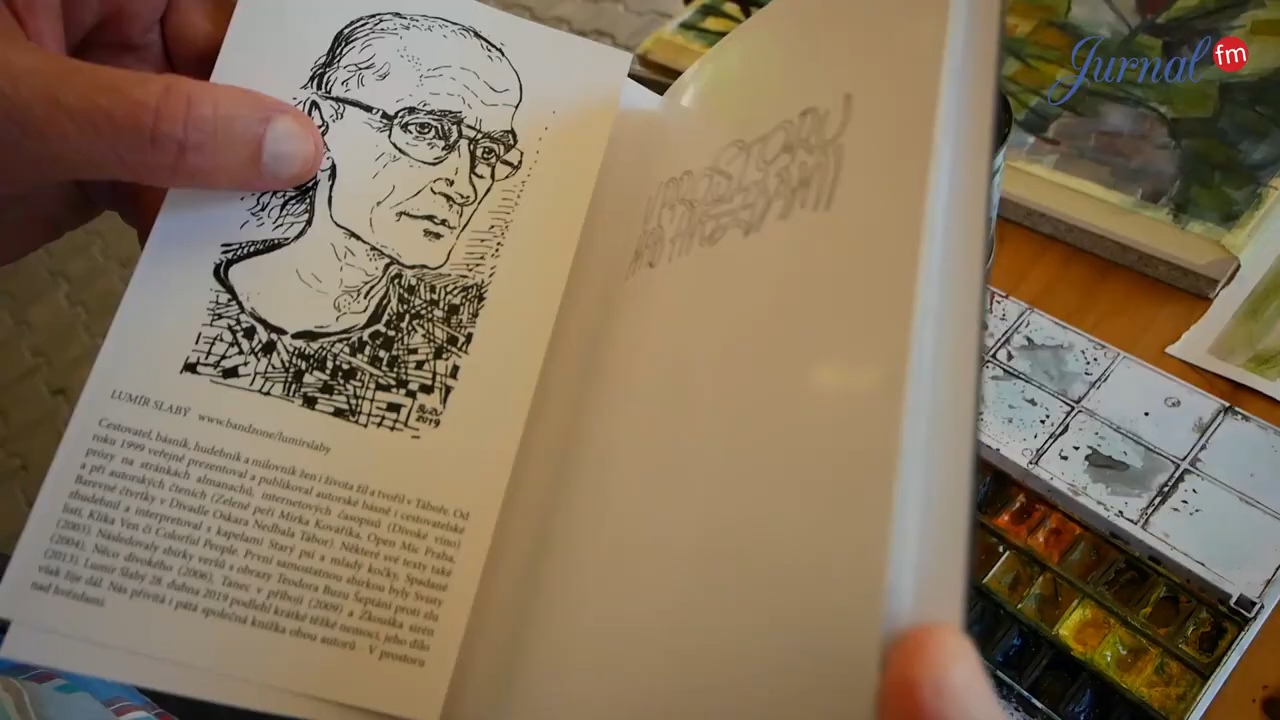 Jurnal fm
BUZU
2019
LUMÍR SLABÝ www.bandzone/lumirslaby
Cestovatel, básník, hudebník a milovník žen i života žil a tvořil v Táboře. Od
roku 1999 veřejně prezentoval a publikoval autorské básně i cestovatelské
prózy na stránkách almanachů, internetových časopisů (Divoké víno)
a při autorských čteních (Zelené peří Mirka Kovaříka, Open Mic Praha,
Barevné čtvrtky v Divadle Oskara Nedbala Tábor). Některé své texty také
zhudebnil a interpretoval s kapelami Starý psi a mladý kočky, Spadané
listí, Klika Ven či Colorful People. První samostatnou sbírkou byly Svisty
(2003). Následovaly sbírky veršů a obrazy Teodora Buzu Šeptání proti zlu
(2004), Něco divokého (2006), Tanec v příboji (2009) a Zkouška sirén
(2013). Lumír Slabý 28. dubna 2019 podlehl krátké těžké nemoci, jeho dílo
však žije dál. Nás přivítá i pátá společná knížka obou autorů - V prostoru
nad hvězdami.